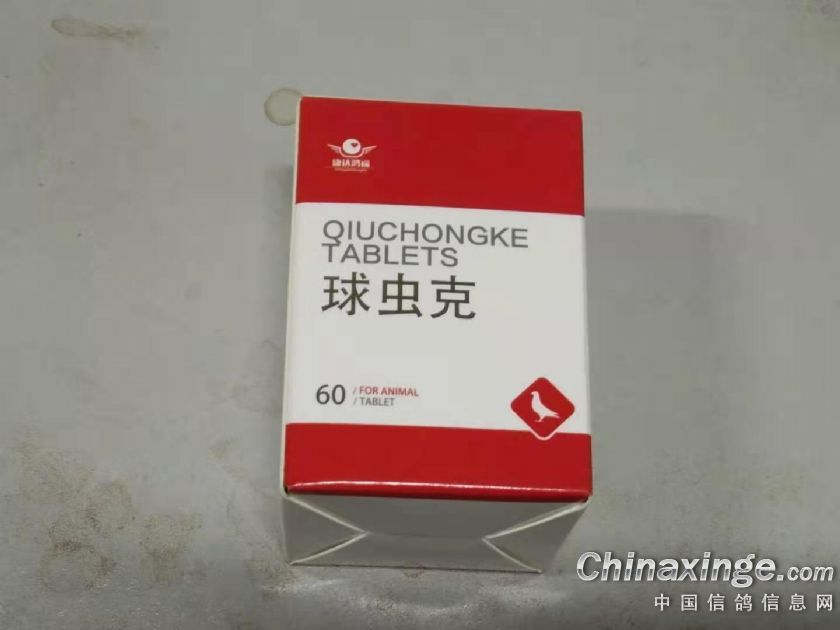 QIUCHONGKE
TABLETS
球虫克
60 / FOR ANIMAL
/ TABLET
Chinaxinge.com
中国信鸽信息网